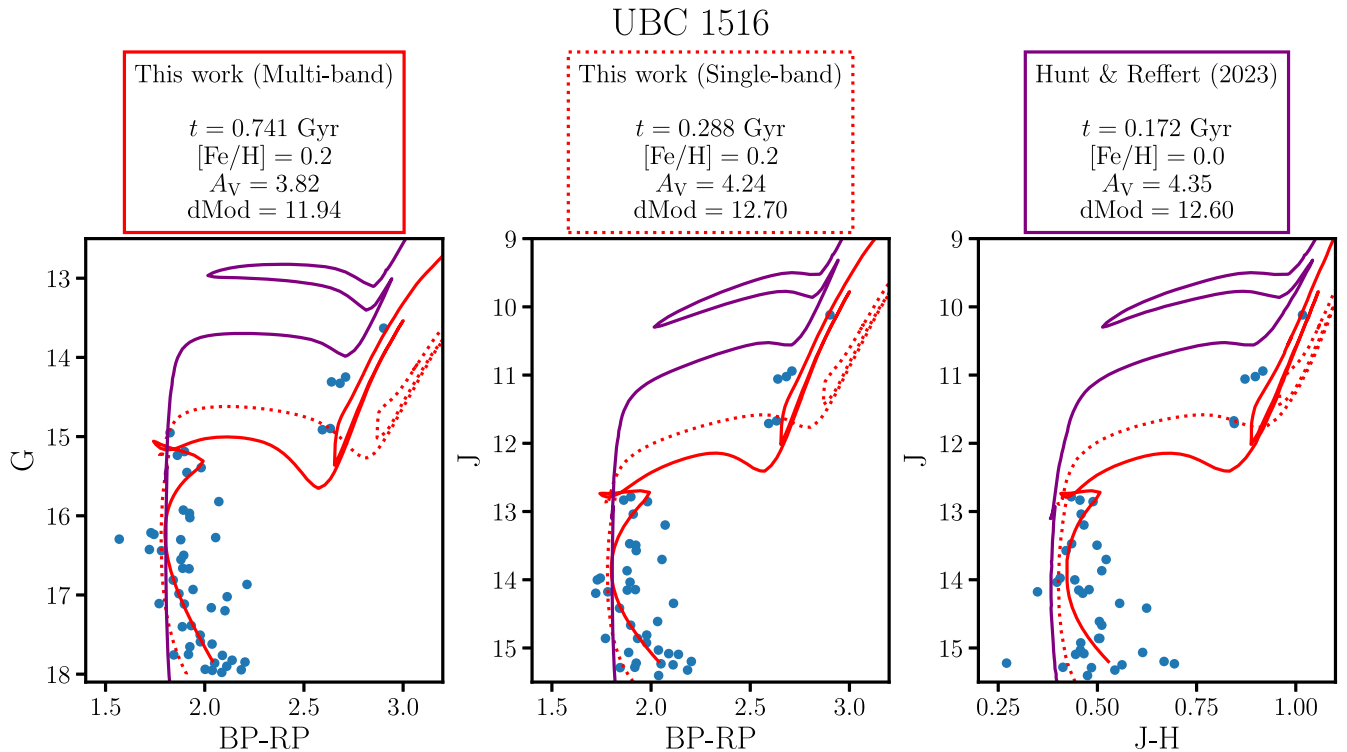 UBC 1516
This work (Multi-band)
t = 0.741 Gyr
[Fe/H] = 0.2
A_V = 3.82
dMod = 11.94
This work (Single-band)
t = 0.288 Gyr
[Fe/H] = 0.2
A_V = 4.24
dMod = 12.70
Hunt & Reffert (2023)
t = 0.172 Gyr
[Fe/H] = 0.0
A_V = 4.35
dMod = 12.60
G
13
14
15
16
17
18
1.5 2.0 2.5 3.0
BP-RP
J
9
10
11
12
13
14
15
1.5 2.0 2.5 3.0
BP-RP
J
9
10
11
12
13
14
15
0.25 0.50 0.75 1.00
J-H